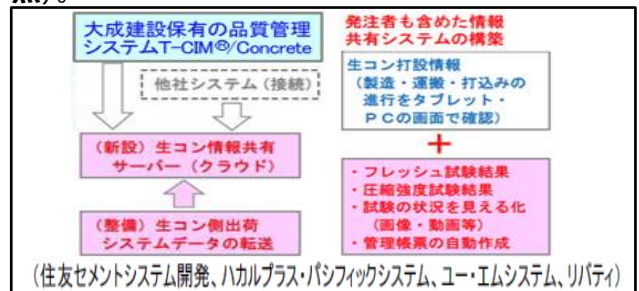 大成建設保有の品質管理
システムT-CIM®/Concrete
他社システム(接続)
(新設)生コン情報共有
サーバー(クラウド)
(整備)生コン側出荷
システムデータの転送
発注者も含めた情報
共有システムの構築
生コン打設情報
(製造・運搬・打込みの
進行をタブレット・
PCの画面で確認)
+
・フレッシュ試験結果
・圧縮強度試験結果
・試験の状況を見える化
(画像・動画等)
・管理帳票の自動作成
(住友セメントシステム開発、ハカルプラス・パシフィックシステム、ユー・エムシステム、リバティ)